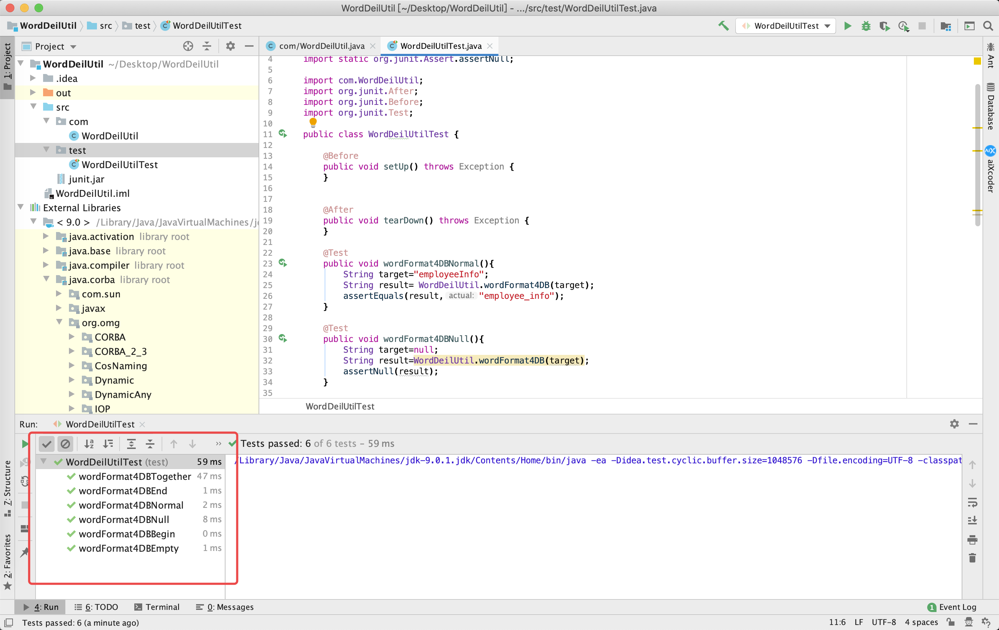 WordDeilUtil [~/Desktop/WordDeilUtil] - .../src/test/WordDeilUtilTest.java
WordDeilUtil src test WordDeilUtilTest
WordDeilUtilTest
1: Project
Project
WordDeilUtil ~/Desktop/WordDeilUtil
.idea
out
src
com
WordDeilUtil
test
WordDeilUtilTest
junit.jar
WordDeilUtil.iml
External Libraries
< 9.0 > /Library/Java/JavaVirtualMachines/j
java.activation library root
java.base library root
java.compiler library root
java.corba library root
com.sun
javax
org.omg
CORBA
CORBA_2_3
CosNaming
Dynamic
DynamicAny
IOP
com/WordDeilUtil.java
WordDeilUtilTest.java
4 import static org.junit.Assert.assertNull;
5
6 import com.WordDeilUtil;
7 import org.junit.After;
8 import org.junit.Before;
9 import org.junit.Test;
10
11 public class WordDeilUtilTest {
12
13 @Before
14 public void setUp() throws Exception {
15 }
16
17
18 @After
19 public void tearDown() throws Exception {
20 }
21
22 @Test
23 public void wordFormat4DBNormal(){
24 String target="employeeInfo";
25 String result= WordDeilUtil.wordFormat4DB(target);
26 assertEquals(result, actual: "employee_info");
27 }
28
29 @Test
30 public void wordFormat4DBNull(){
31 String target=null;
32 String result=WordDeilUtil.wordFormat4DB(target);
33 assertNull(result);
34 }
35
WordDeilUtilTest
Ant
Database
aiXcoder
Run: WordDeilUtilTest
Tests passed: 6 of 6 tests – 59 ms
WordDeilUtilTest (test) 59 ms
wordFormat4DBTogether 47 ms
wordFormat4DBEnd 1 ms
wordFormat4DBNormal 2 ms
wordFormat4DBNull 8 ms
wordFormat4DBBegin 0 ms
wordFormat4DBEmpty 1 ms
/Library/Java/JavaVirtualMachines/jdk-9.0.1.jdk/Contents/Home/bin/java -ea -Didea.test.cyclic.buffer.size=1048576 -Dfile.encoding=UTF-8 -classpat
Z: Structure
2: Favorites
4: Run 6: TODO Terminal 0: Messages 1 Event Log
Tests passed: 6 (a minute ago) 11:6 LF UTF-8 4 spaces